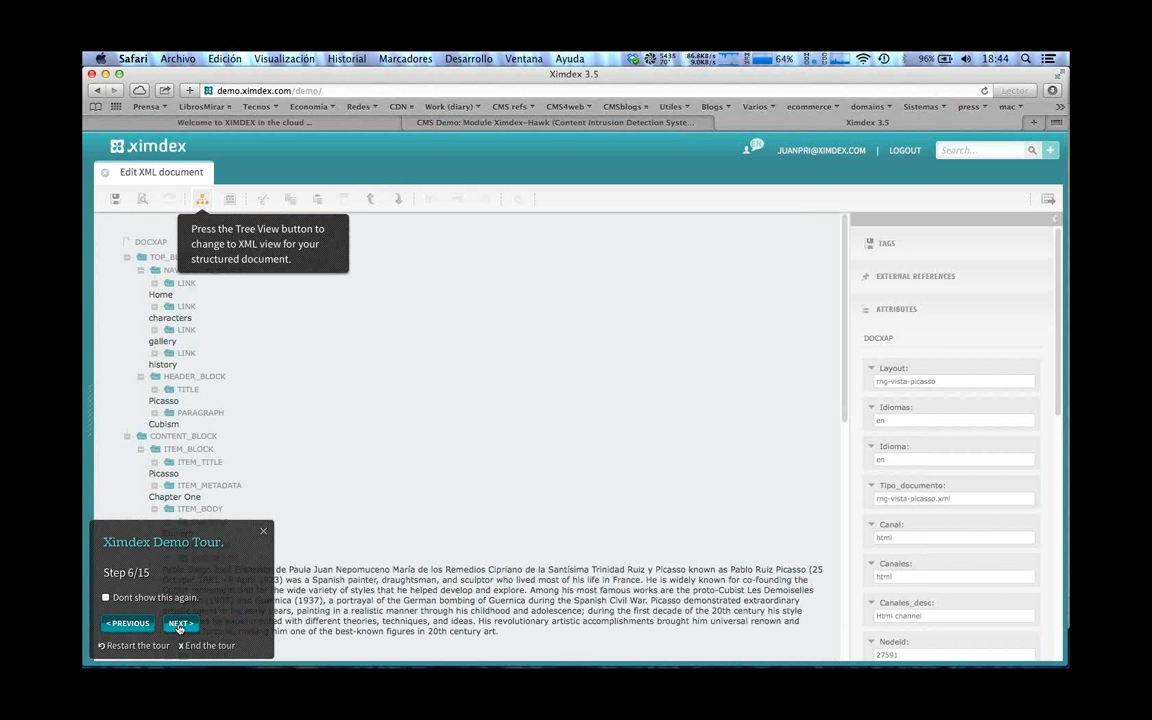 Safari Archivo Edición Visualización Historial Marcadores Desarrollo Ventana Ayuda 64% 96% 18:44
Ximdex 3.5
demo.ximdex.com/demo/ Lector
Prensa LibrosMirar Tecnos Economia Redes CDN Work (diary) CMS refs CMS4web CMSblogs Utiles Blogs Varios ecommerce domains Sistemas press mac
Welcome to XIMDEX in the cloud ... CMS Demo: Module Ximdex-Hawk (Content Intrusion Detection Syste... Ximdex 3.5
ximdex EN JUANPRI@XIMDEX.COM | LOGOUT Search...
Edit XML document
Press the Tree View button to
change to XML view for your
structured document.
DOCXAP
TOP_B
NAV
LINK
Home
LINK
characters
LINK
gallery
LINK
history
HEADER_BLOCK
TITLE
Picasso
PARAGRAPH
Cubism
CONTENT_BLOCK
ITEM_BLOCK
ITEM_TITLE
Picasso
ITEM_METADATA
Chapter One
ITEM_BODY
de Paula Juan Nepomuceno María de los Remedios Cipriano de la Santísima Trinidad Ruiz y Picasso known as Pablo Ruiz Picasso (25
was a Spanish painter, draughtsman, and sculptor who lived most of his life in France. He is widely known for co-founding the
the wide variety of styles that he helped develop and explore. Among his most famous works are the proto-Cubist Les Demoiselles
(1937), a portrayal of the German bombing of Guernica during the Spanish Civil War. Picasso demonstrated extraordinary
years, painting in a realistic manner through his childhood and adolescence; during the first decade of the 20th century his style
experimented with different theories, techniques, and ideas. His revolutionary artistic accomplishments brought him universal renown and
him one of the best-known figures in 20th century art.
Ximdex Demo Tour.
Step 6/15
Dont show this again.
< PREVIOUS NEXT >
Restart the tour x End the tour
TAGS
EXTERNAL REFERENCES
ATTRIBUTES
DOCXAP
Layout:
rng-vista-picasso
Idiomas:
en
Idioma:
en
Tipo_documento:
rng-vista-picasso.xml
Canal:
html
Canales:
html
Canales_desc:
Html channel
Nodeid:
27591